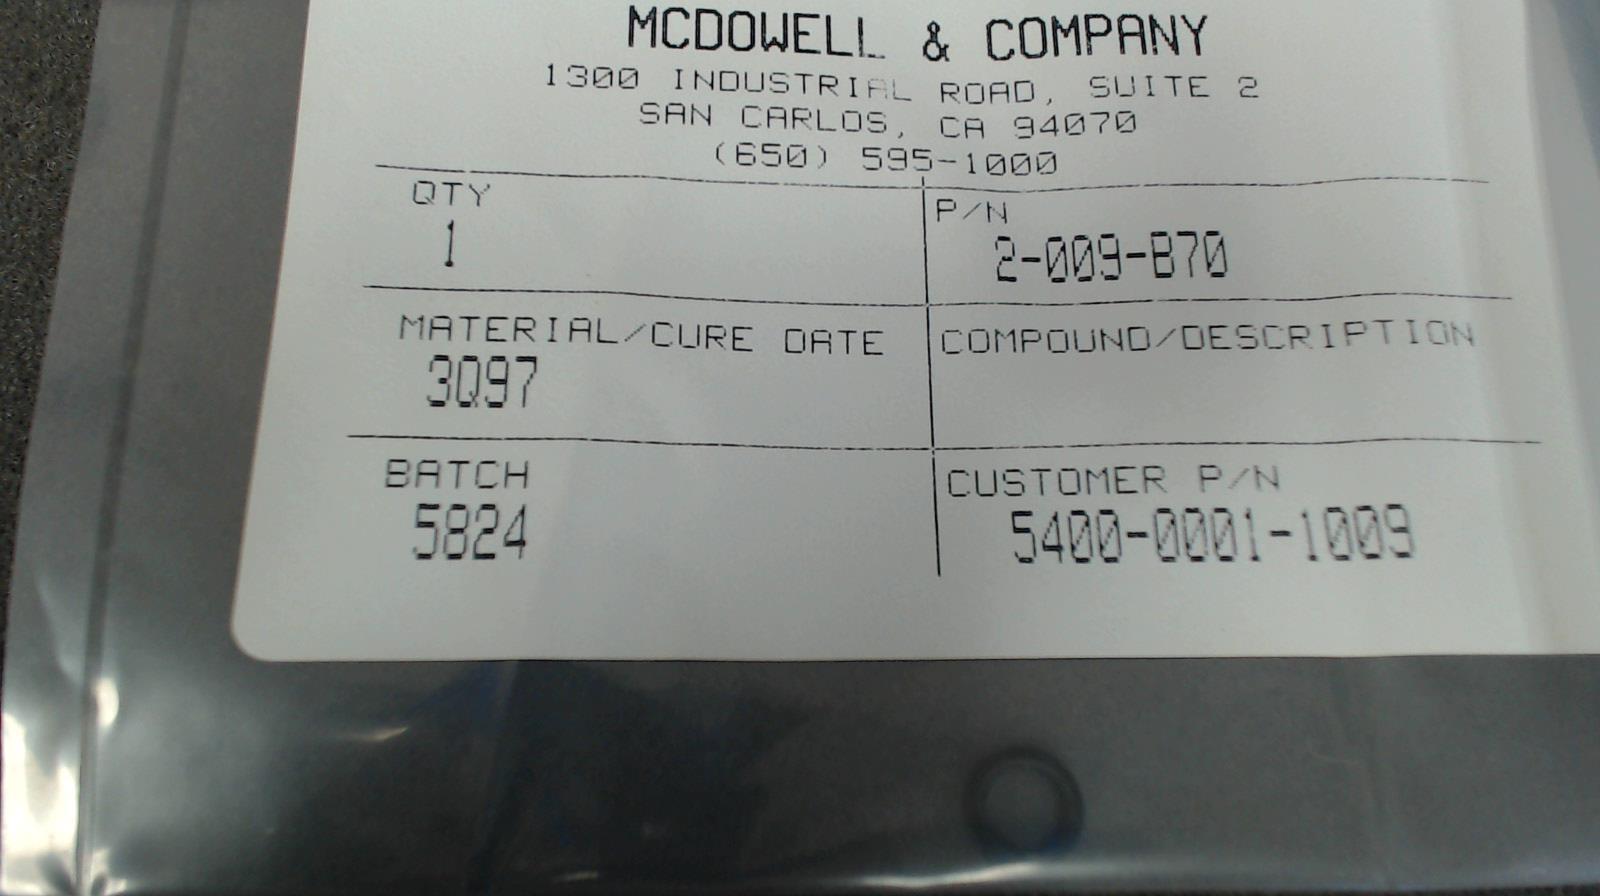 MCDOWELL & COMPANY
1300 INDUSTRIAL ROAD, SUITE 2
SAN CARLOS, CA 94070
(650) 595-1000
QTY
1
P/N
2-009-B70
MATERIAL/CURE DATE
3Q97
COMPOUND/DESCRIPTION
BATCH
5824
CUSTOMER P/N
5400-0001-1009